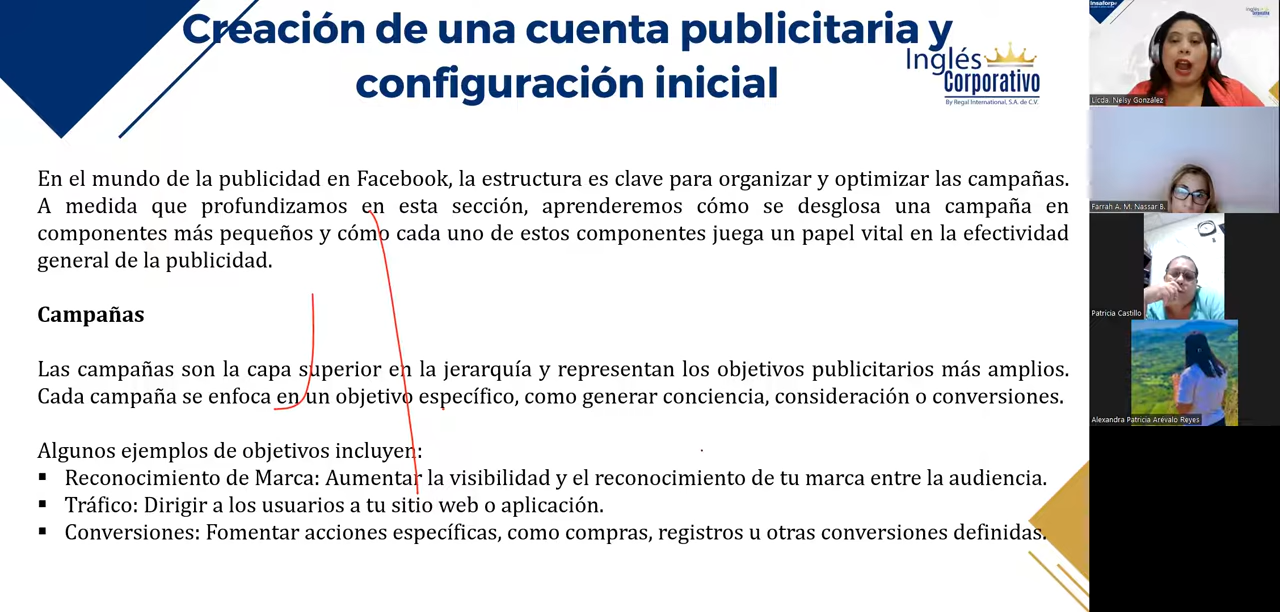 Creación de una cuenta publicitaria y
configuración inicial
Inglés
Corporativo
By Regal International, S.A. de C.V.
En el mundo de la publicidad en Facebook, la estructura es clave para organizar y optimizar las campañas.
A medida que profundizamos en esta sección, aprenderemos cómo se desglosa una campaña en
componentes más pequeños y cómo cada uno de estos componentes juega un papel vital en la efectividad
general de la publicidad.
Campañas
Las campañas son la capa superior en la jerarquía y representan los objetivos publicitarios más amplios.
Cada campaña se enfoca en un objetivo específico, como generar conciencia, consideración o conversiones.
Algunos ejemplos de objetivos incluyen:
▪ Reconocimiento de Marca: Aumentar la visibilidad y el reconocimiento de tu marca entre la audiencia.
▪ Tráfico: Dirigir a los usuarios a tu sitio web o aplicación.
▪ Conversiones: Fomentar acciones específicas, como compras, registros u otras conversiones definidas.
Insaforp
Inglés
Corporativo
Licda. Neisy González
Farrah A. M. Nassar B.
Patricia Castillo
Alexandra Patricia Arévalo Reyes